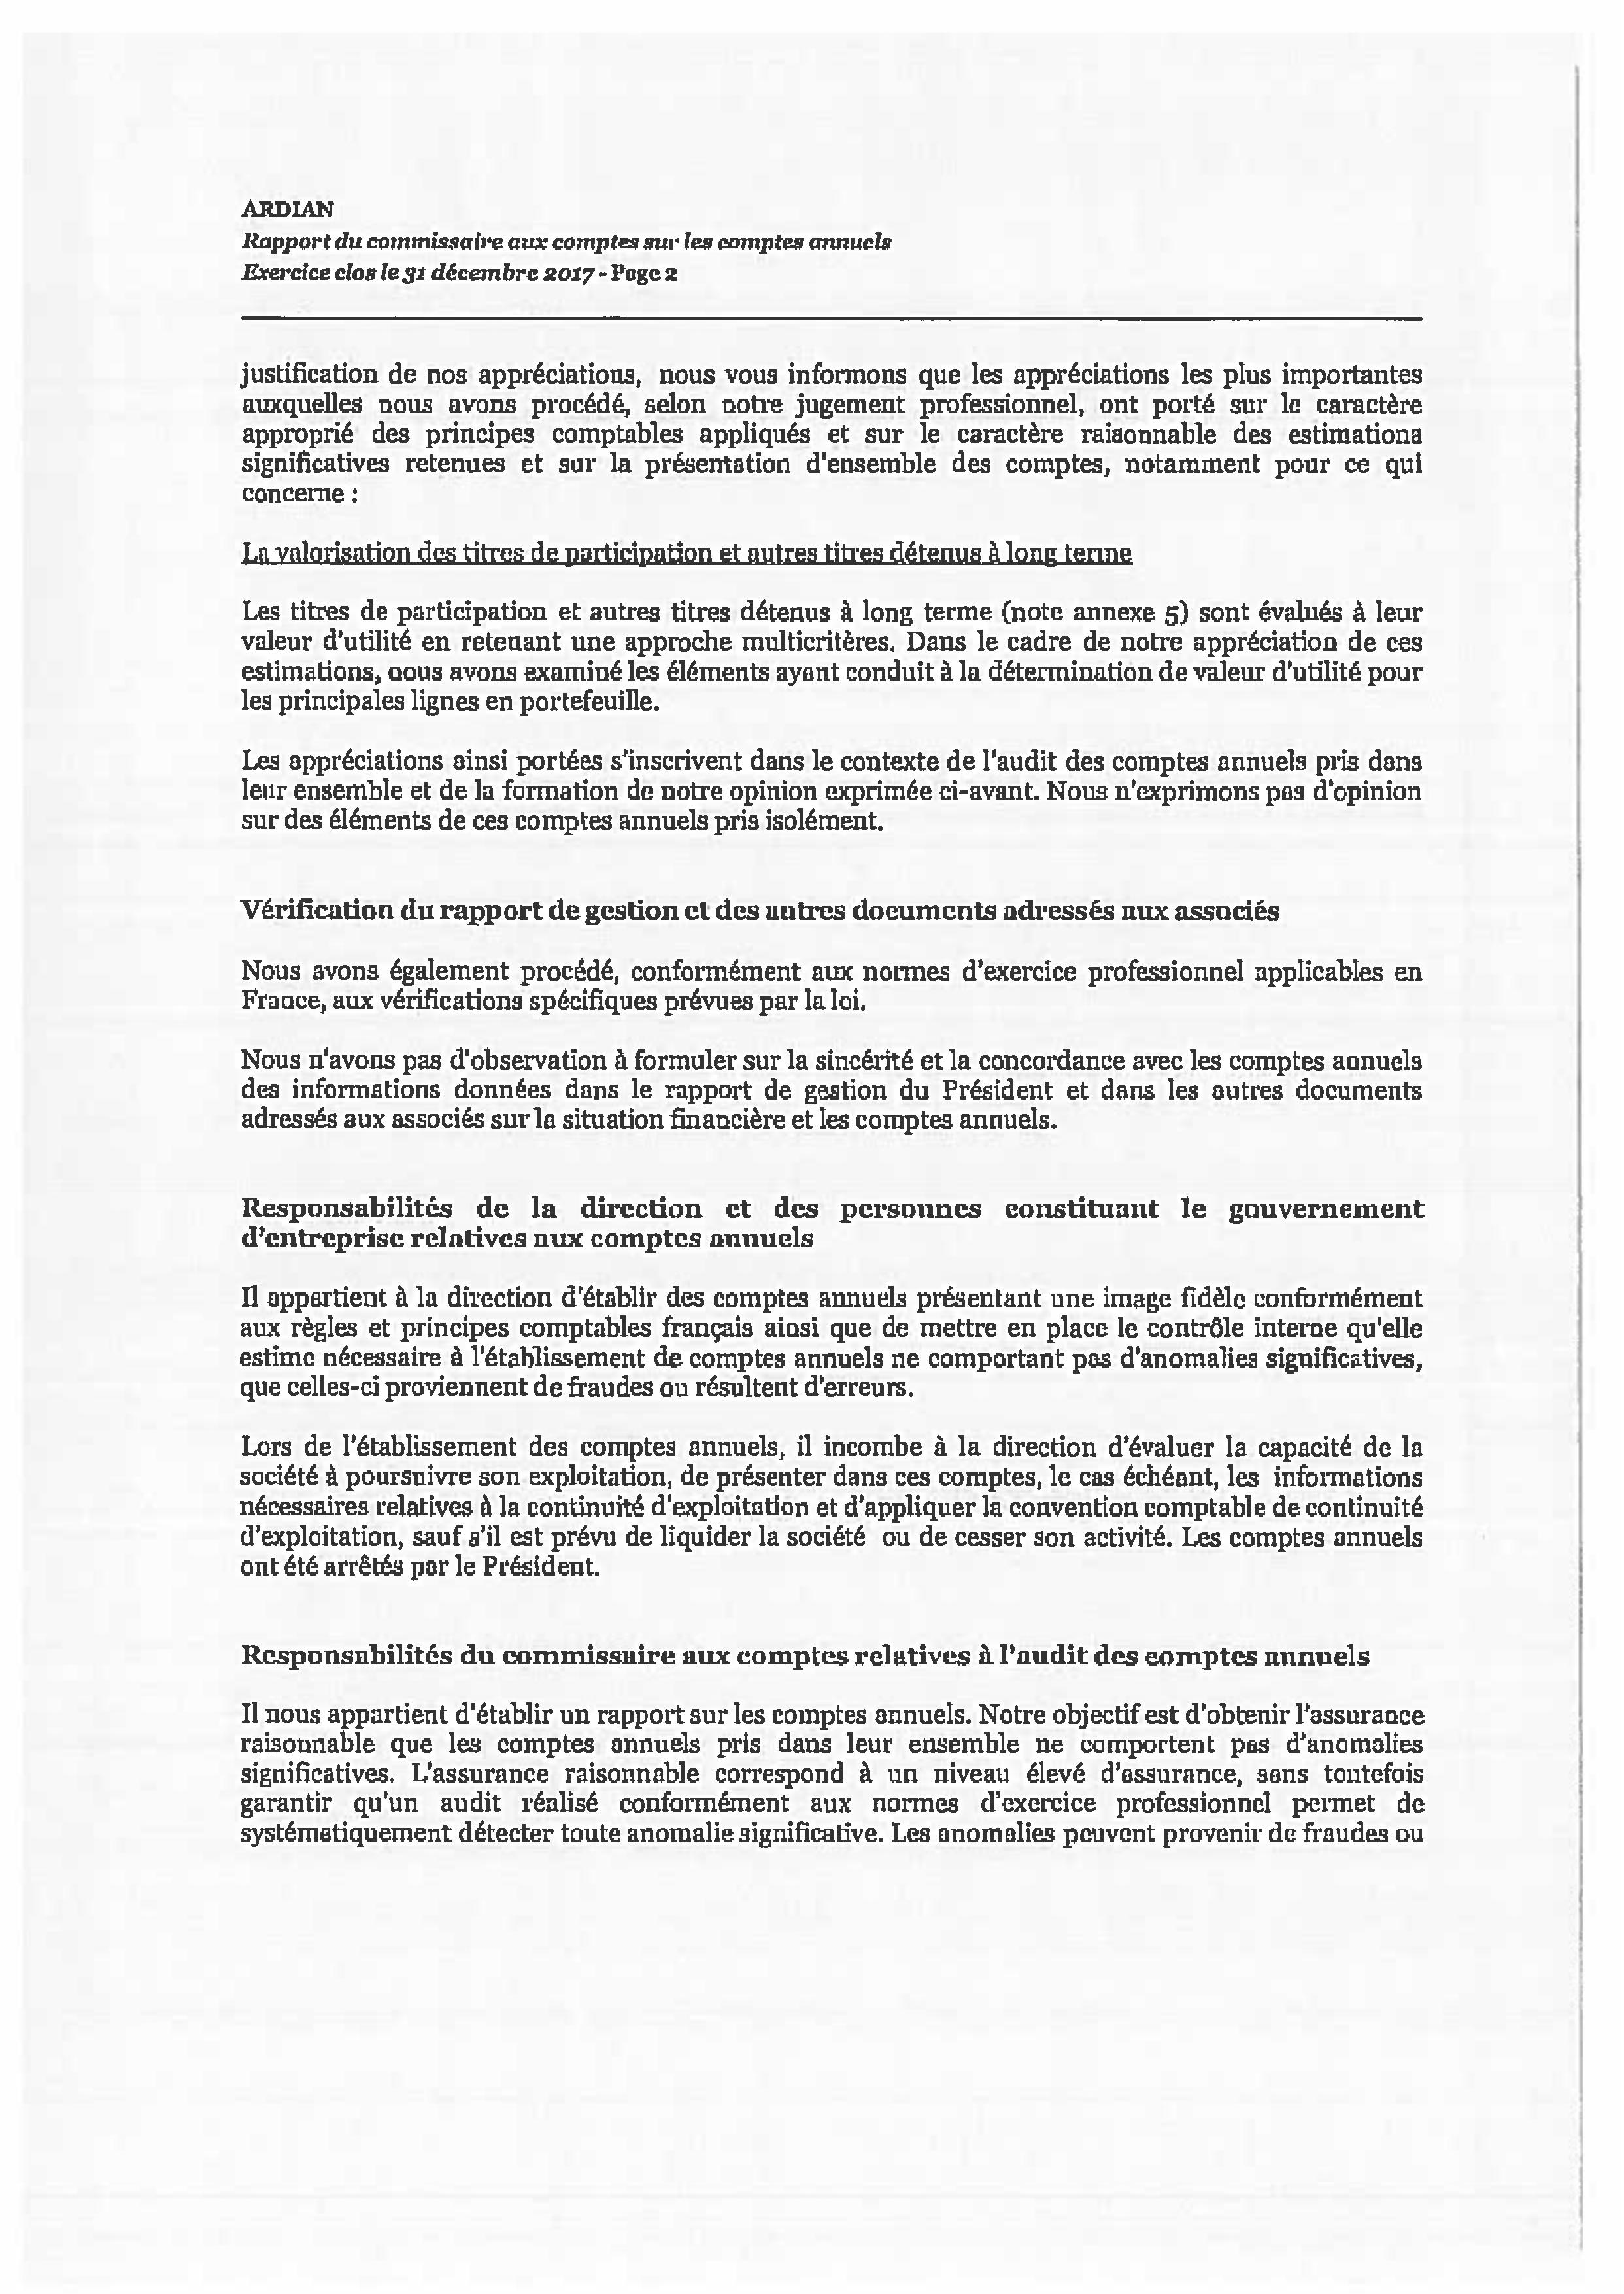 ARDIAN
Rapport du commissaire aux comptes sur les comptes annuels
Exercice clos le 31 décembre 2017 - Page 2
justification de nos appréciations, nous vous informons que les appréciations les plus importantes
auxquelles nous avons procédé, selon notre jugement professionnel, ont porté sur le caractère
approprié des principes comptables appliqués et sur le caractère raisonnable des estimations
significatives retenues et sur la présentation d'ensemble des comptes, notamment pour ce qui
concerne :
La valorisation des titres de participation et autres titres détenus à long terme
Les titres de participation et autres titres détenus à long terme (note annexe 5) sont évalués à leur
valeur d'utilité en retenant une approche multicritères. Dans le cadre de notre appréciation de ces
estimations, nous avons examiné les éléments ayant conduit à la détermination de valeur d'utilité pour
les principales lignes en portefeuille.
Les appréciations ainsi portées s'inscrivent dans le contexte de l'audit des comptes annuels pris dans
leur ensemble et de la formation de notre opinion exprimée ci-avant. Nous n'exprimons pas d'opinion
sur des éléments de ces comptes annuels pris isolément.
Vérification du rapport de gestion et des autres documents adressés aux associés
Nous avons également procédé, conformément aux normes d'exercice professionnel applicables en
France, aux vérifications spécifiques prévues par la loi.
Nous n'avons pas d'observation à formuler sur la sincérité et la concordance avec les comptes annuels
des informations données dans le rapport de gestion du Président et dans les autres documents
adressés aux associés sur la situation financière et les comptes annuels.
Responsabilités de la direction et des personnes constituant le gouvernement
d'entreprise relatives aux comptes annuels
Il appartient à la direction d'établir des comptes annuels présentant une image fidèle conformément
aux règles et principes comptables français ainsi que de mettre en place le contrôle interne qu'elle
estime nécessaire à l'établissement de comptes annuels ne comportant pas d'anomalies significatives,
que celles-ci proviennent de fraudes ou résultent d'erreurs.
Lors de l'établissement des comptes annuels, il incombe à la direction d'évaluer la capacité de la
société à poursuivre son exploitation, de présenter dans ces comptes, le cas échéant, les informations
nécessaires relatives à la continuité d'exploitation et d'appliquer la convention comptable de continuité
d'exploitation, sauf s'il est prévu de liquider la société ou de cesser son activité. Les comptes annuels
ont été arrêtés par le Président.
Responsabilités du commissaire aux comptes relatives à l'audit des comptes annuels
Il nous appartient d'établir un rapport sur les comptes annuels. Notre objectif est d'obtenir l'assurance
raisonnable que les comptes annuels pris dans leur ensemble ne comportent pas d'anomalies
significatives. L'assurance raisonnable correspond à un niveau élevé d'assurance, sans toutefois
garantir qu'un audit réalisé conformément aux normes d'exercice professionnel permet de
systématiquement détecter toute anomalie significative. Les anomalies peuvent provenir de fraudes ou